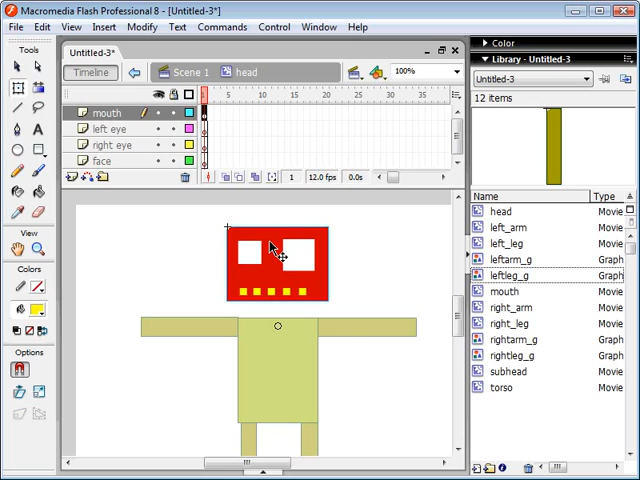 Macromedia Flash Professional 8 - [Untitled-3*]
File Edit View Insert Modify Text Commands Control Window Help
Tools
View
Colors
Options
Untitled-3*
Timeline Scene 1 head 100%
1 5 10 15 20 25 30 35
mouth
left eye
right eye
face
1 12.0 fps 0.0s
Color
Library - Untitled-3
Untitled-3
12 items
Name Type
head Movie
left_arm Movie
left_leg Movie
leftarm_g Graph
leftleg_g Graph
mouth Movie
right_arm Movie
right_leg Movie
rightarm_g Graph
rightleg_g Graph
subhead Movie
torso Movie